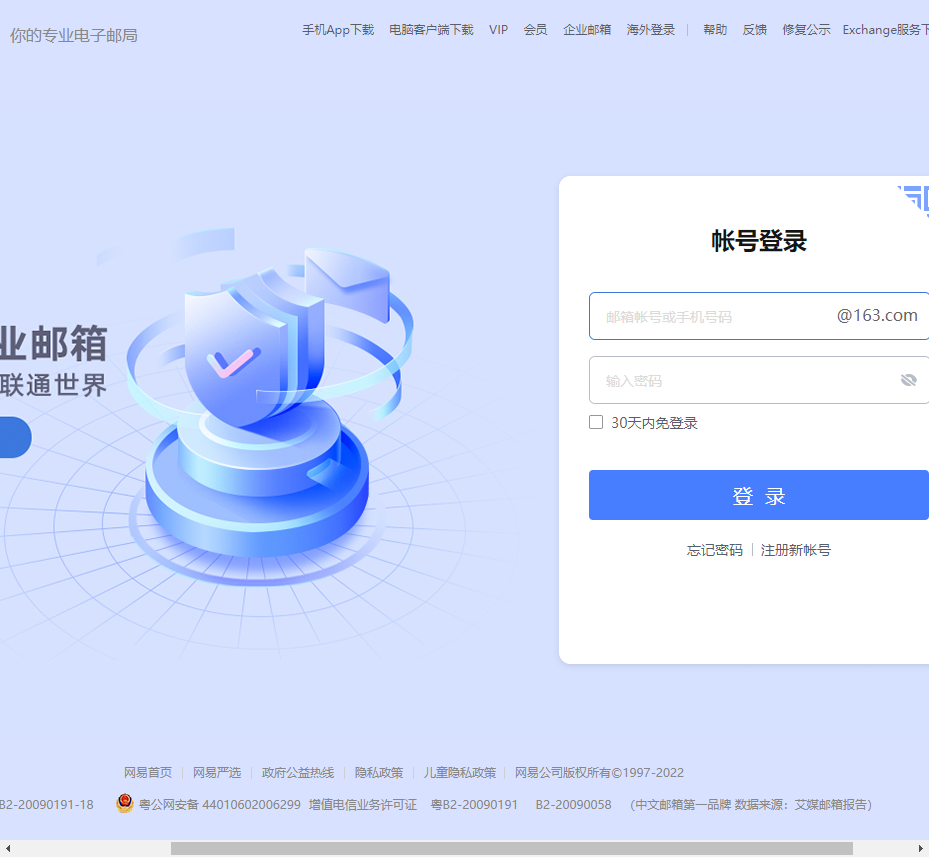 你的专业电子邮局
手机App下载 电脑客户端下载 VIP 会员 企业邮箱 海外登录 | 帮助 反馈 修复公示 Exchange服务下
业邮箱
联通世界
帐号登录
邮箱帐号或手机号码 @163.com
输入密码
30天内免登录
登 录
忘记密码 | 注册新帐号
网易首页 | 网易严选 | 政府公益热线 | 隐私政策 | 儿童隐私政策 | 网易公司版权所有©1997-2022
B2-20090191-18 粤公网安备 44010602006299 增值电信业务许可证 粤B2-20090191 B2-20090058 (中文邮箱第一品牌 数据来源：艾媒邮箱报告)